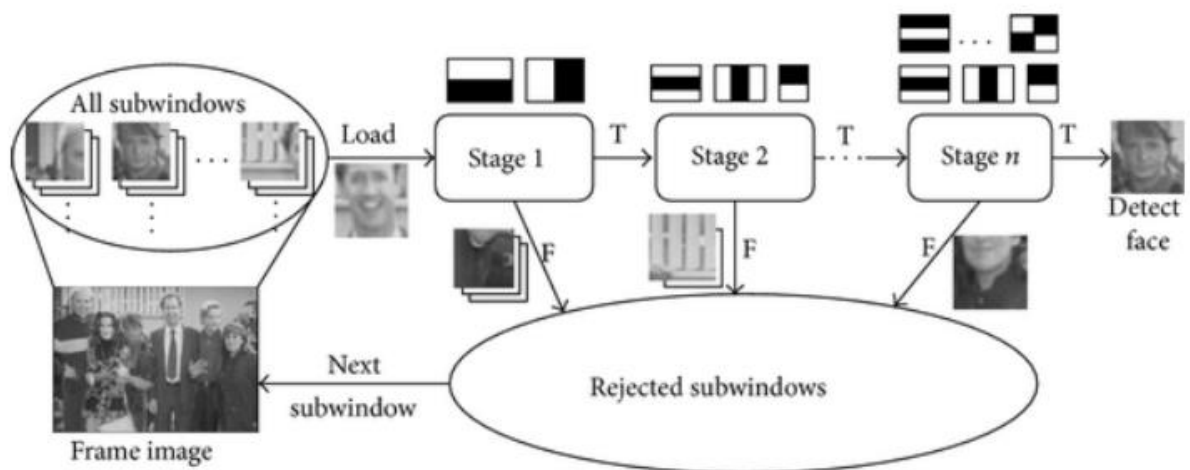 All subwindows
. . .
Load
Stage 1
T
Stage 2
. T .
. . .
Stage n
T
Detect
face
F
F
F
Next
subwindow
Rejected subwindows
Frame image